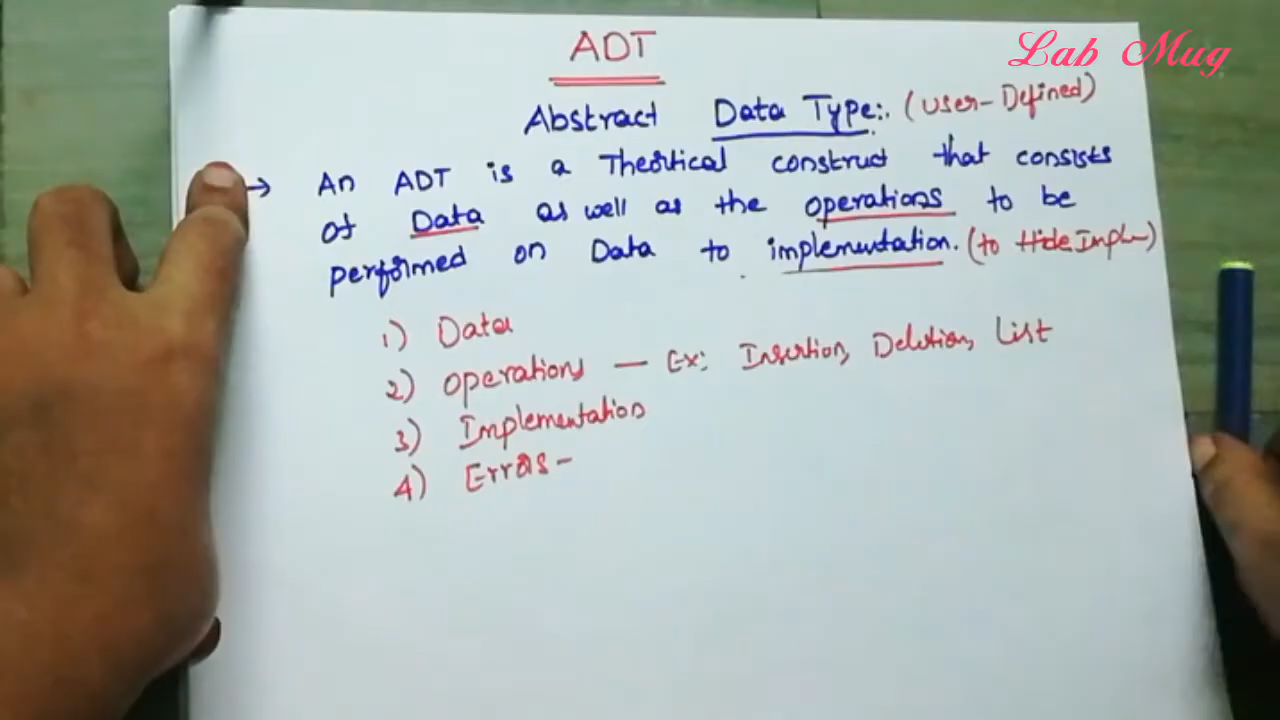 Lab Mug
ADT
Abstract Data Type:. (User-Defined)
→ An ADT is a Theortical construct that consists
of Data as well as the operations to be
performed on Data to implementation. (to Hide Implm)
1) Data
2) operations — Ex: Insertion, Deletion, List
3) Implementation
4) Errors -